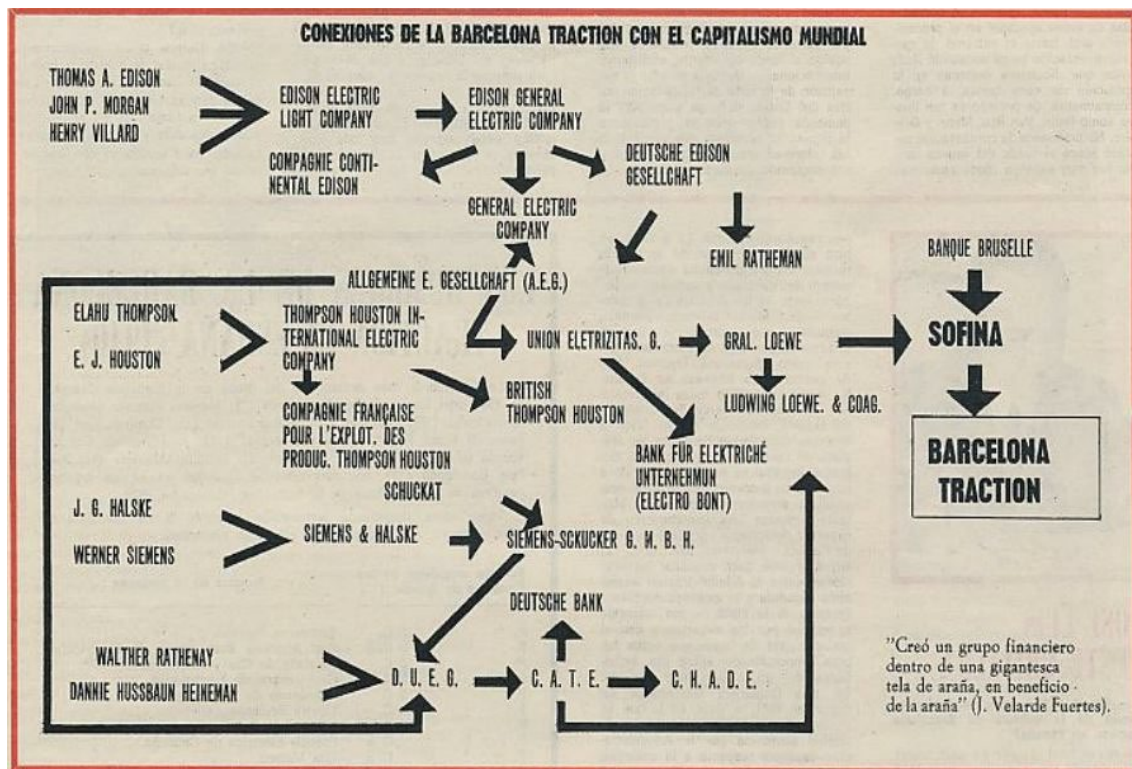 CONEXIONES DE LA BARCELONA TRACTION CON EL CAPITALISMO MUNDIAL
THOMAS A. EDISON
JOHN P. MORGAN
HENRY VILLARD
EDISON ELECTRIC
LIGHT COMPANY
EDISON GENERAL
ELECTRIC COMPANY
COMPAGNIE CONTI-
NENTAL EDISON
DEUTSCHE EDISON
GESELLSCHAFT
GENERAL ELECTRIC
COMPANY
EMIL RATHEMAN
BANQUE BRUSELLE
ALLGEMEINE E. GESELLCHAFT (A.E.G.)
ELAHU THOMPSON
E. J. HOUSTON
THOMPSON HOUSTON IN-
TERNATIONAL ELECTRIC
COMPANY
UNION ELETRIZITAS. G.
GRAL. LOEWE
SOFINA
BRITISH
THOMPSON HOUSTON
LUDWING LOEWE. & COAG.
COMPAGNIE FRANÇAISE
POUR L'EXPLOT. DES
PRODUC. THOMPSON HOUSTON
BANK FÜR ELEKTRICHÉ
UNTERNEHMUN
(ELECTRO BONT)
BARCELONA
TRACTION
SCHUCKAT
J. G. HALSKE
WERNER SIEMENS
SIEMENS & HALSKE
SIEMENS-SCKUCKER G. M. B. H.
DEUTSCHE BANK
WALTHER RATHENAY
DANNIE HUSSBAUN HEINEMAN
D. U. E. G.
C. A. T. E.
C. H. A. D. E.
"Creó un grupo financiero
dentro de una gigantesca
tela de araña, en beneficio
de la araña" (J. Velarde Fuertes).